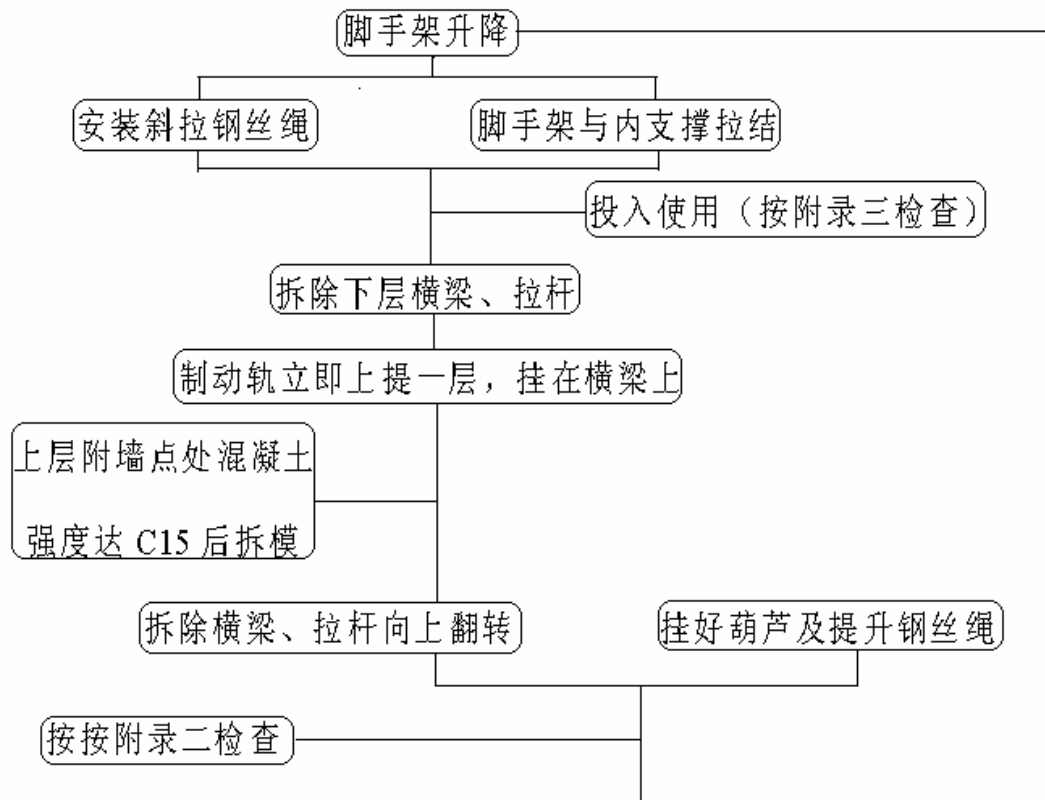 脚手架升降
安装斜拉钢丝绳
脚手架与内支撑拉结
投入使用（按附录三检查）
拆除下层横梁、拉杆
制动轨立即上提一层，挂在横梁上
上层附墙点处混凝土
强度达 C15 后拆模
拆除横梁、拉杆向上翻转
挂好葫芦及提升钢丝绳
按按附录二检查